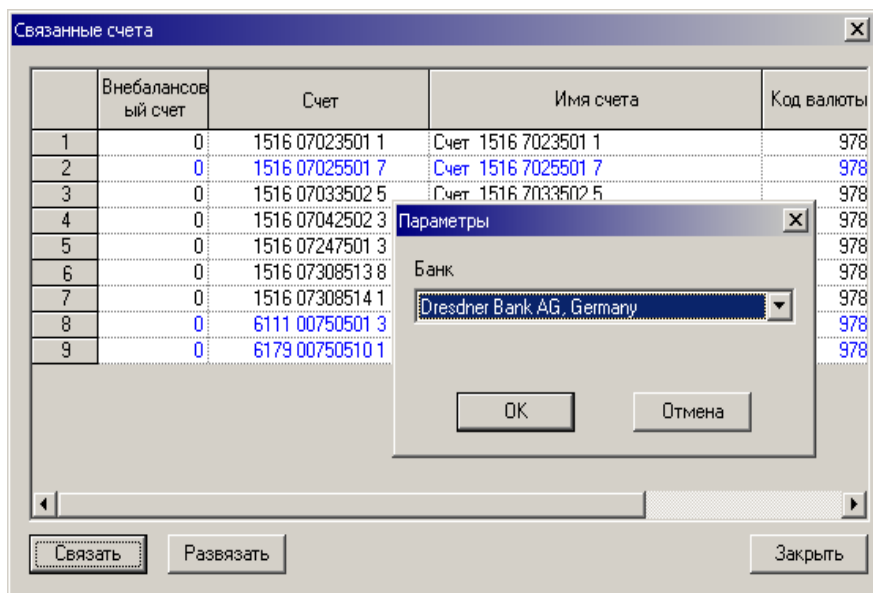 Связанные счета
Внебалансов
ый счет Счет Имя счета Код валюты
1 0 1516 07023501 1 Счет 1516 7023501 1 978
2 0 1516 07025501 7 Счет 1516 7025501 7 978
3 0 1516 07033502 5 Счет 1516 7033502 5 978
4 0 1516 07042502 3 978
5 0 1516 07247501 3 978
6 0 1516 07308513 8 978
7 0 1516 07308514 1 978
8 0 6111 00750501 3 978
9 0 6179 00750510 1 978
Параметры
Банк
Dresdner Bank AG, Germany
OK Отмена
Связать Развязать Закрыть